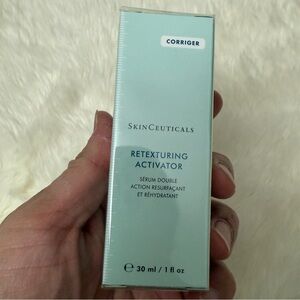 CORRIGER
SKINCEUTICALS
RETEXTURING
ACTIVATOR
SÉRUM DOUBLE
ACTION RESURFAÇANT
ET RÉHYDRATANT
℮ 30 ml / 1 fl oz